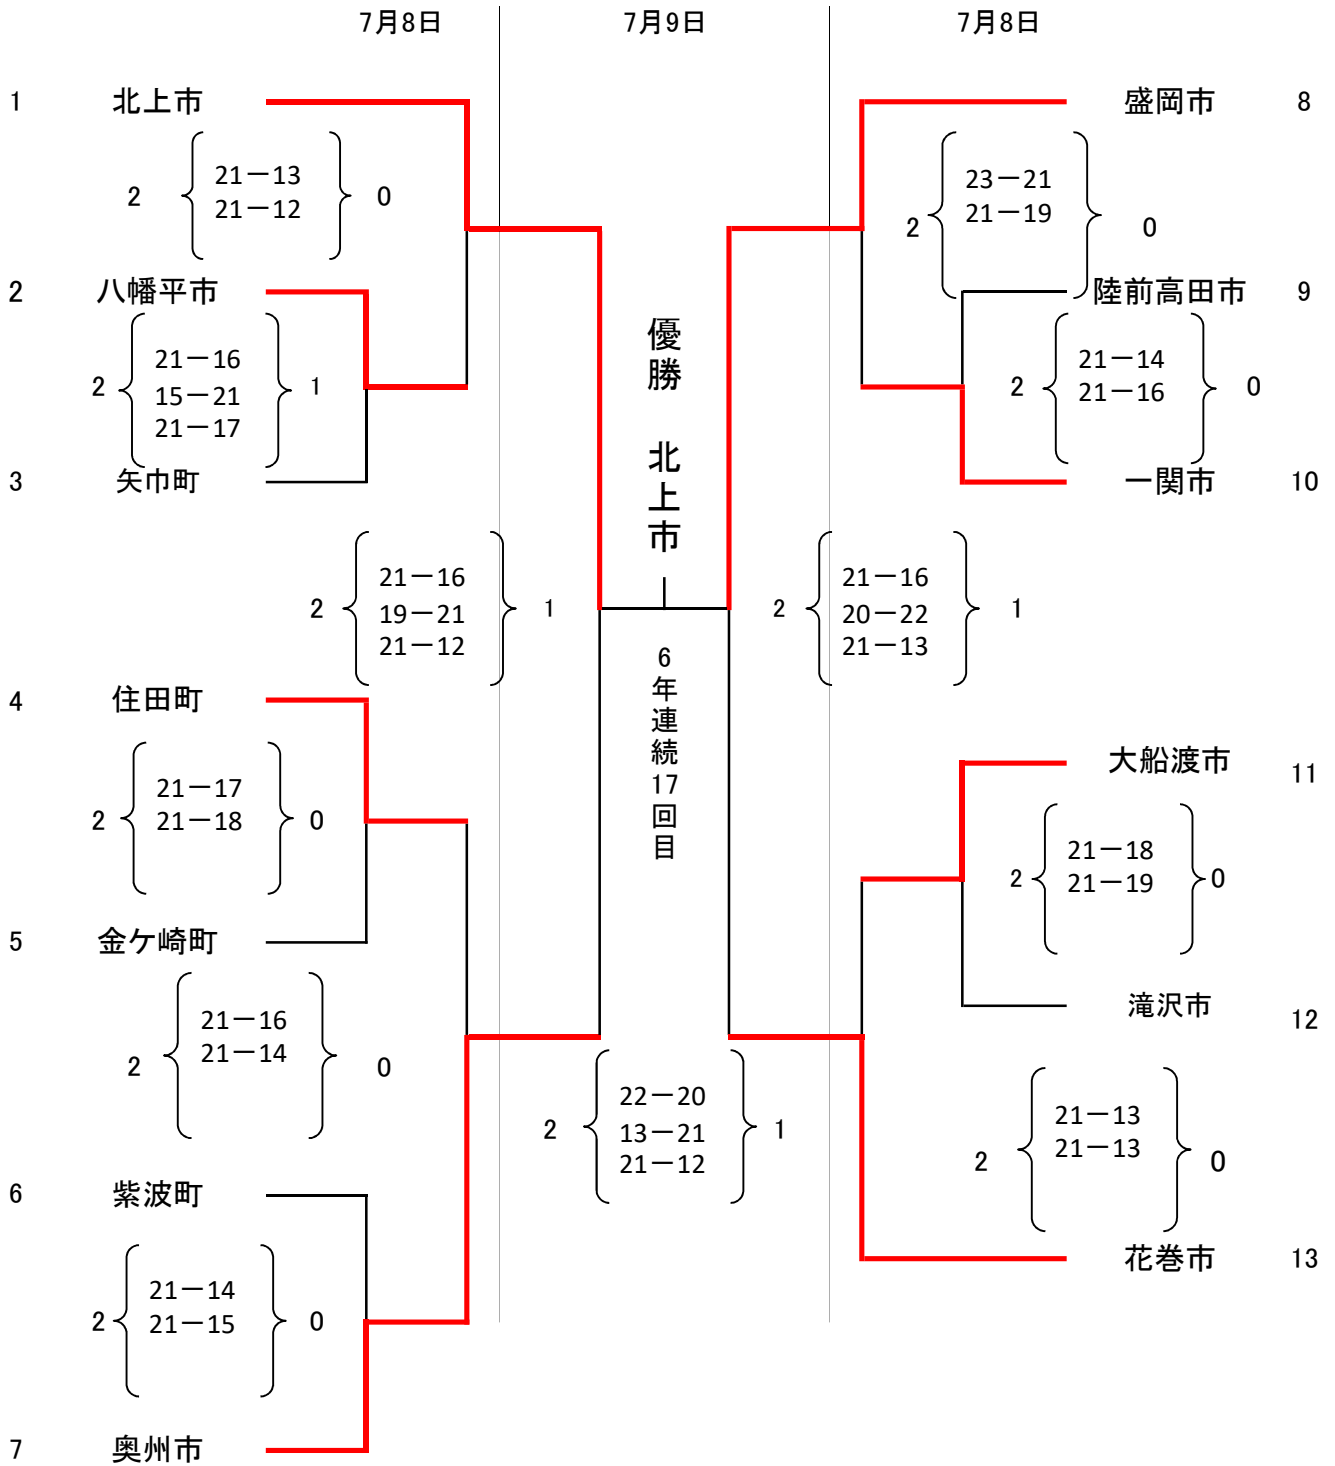 7月8日
7月9日
7月8日
1 北上市
2 21－13 0
21－12
2 八幡平市
2 21－16 1
15－21
21－17
3 矢巾町
2 21－16 1
19－21
21－12
4 住田町
2 21－17 0
21－18
5 金ケ崎町
2 21－16 0
21－14
6 紫波町
2 21－14 0
21－15
7 奥州市
優勝 北上市
6年連続17回目
2 22－20 1
13－21
21－12
盛岡市 8
2 23－21 0
21－19
陸前高田市 9
2 21－14 0
21－16
一関市 10
2 21－16 1
20－22
21－13
大船渡市 11
2 21－18 0
21－19
滝沢市 12
2 21－13 0
21－13
花巻市 13